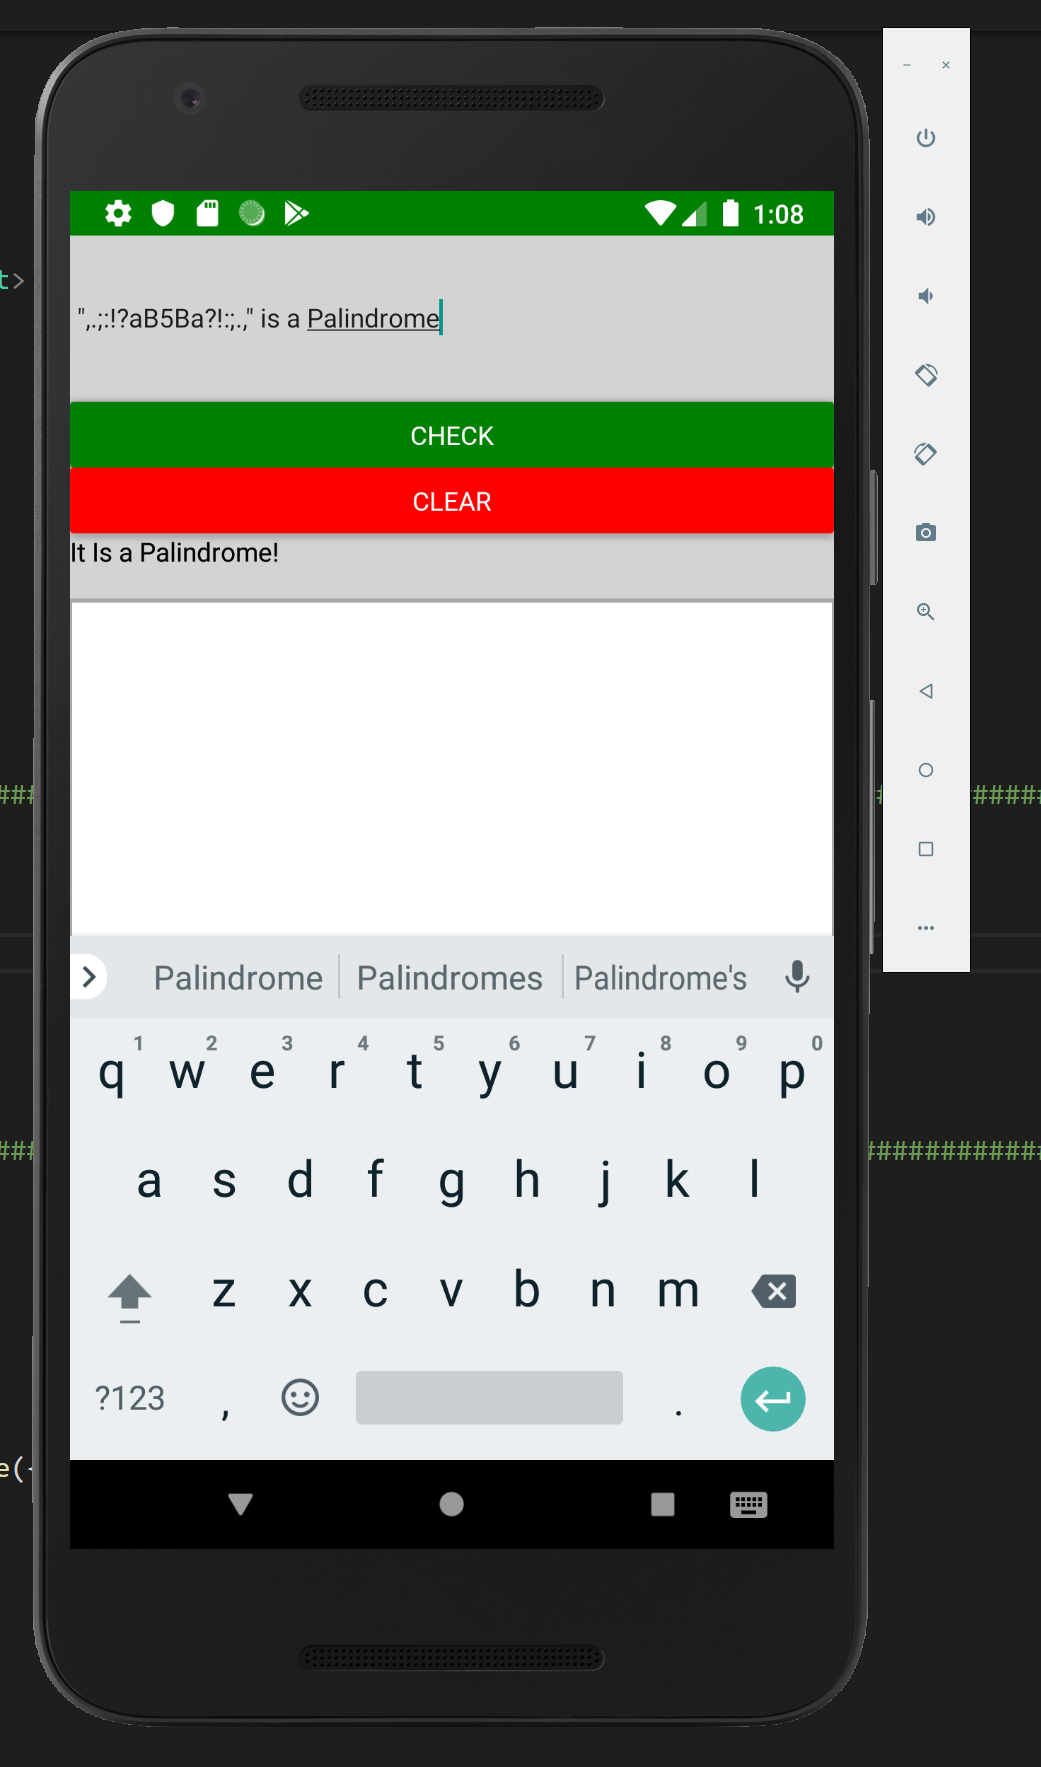 1:08
t>
",.;:!?aB5Ba?!:;.," is a Palindrome
CHECK
CLEAR
It Is a Palindrome!
###
#####
Palindrome Palindromes Palindrome's
1 2 3 4 5 6 7 8 9 0
q w e r t y u i o p
###
###########
a s d f g h j k l
z x c v b n m
?123 , .
e(